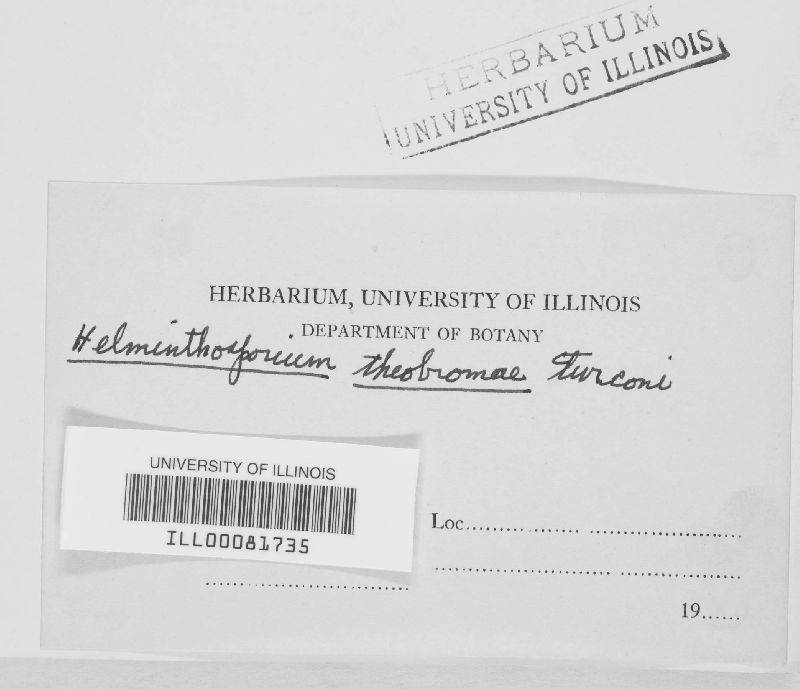 HERBARIUM
UNIVERSITY OF ILLINOIS
HERBARIUM, UNIVERSITY OF ILLINOIS
DEPARTMENT OF BOTANY
Helminthosporium theobromae Turconi
UNIVERSITY OF ILLINOIS
ILL00081735
Loc.................. .........................
................................ ......................
......................................
19......